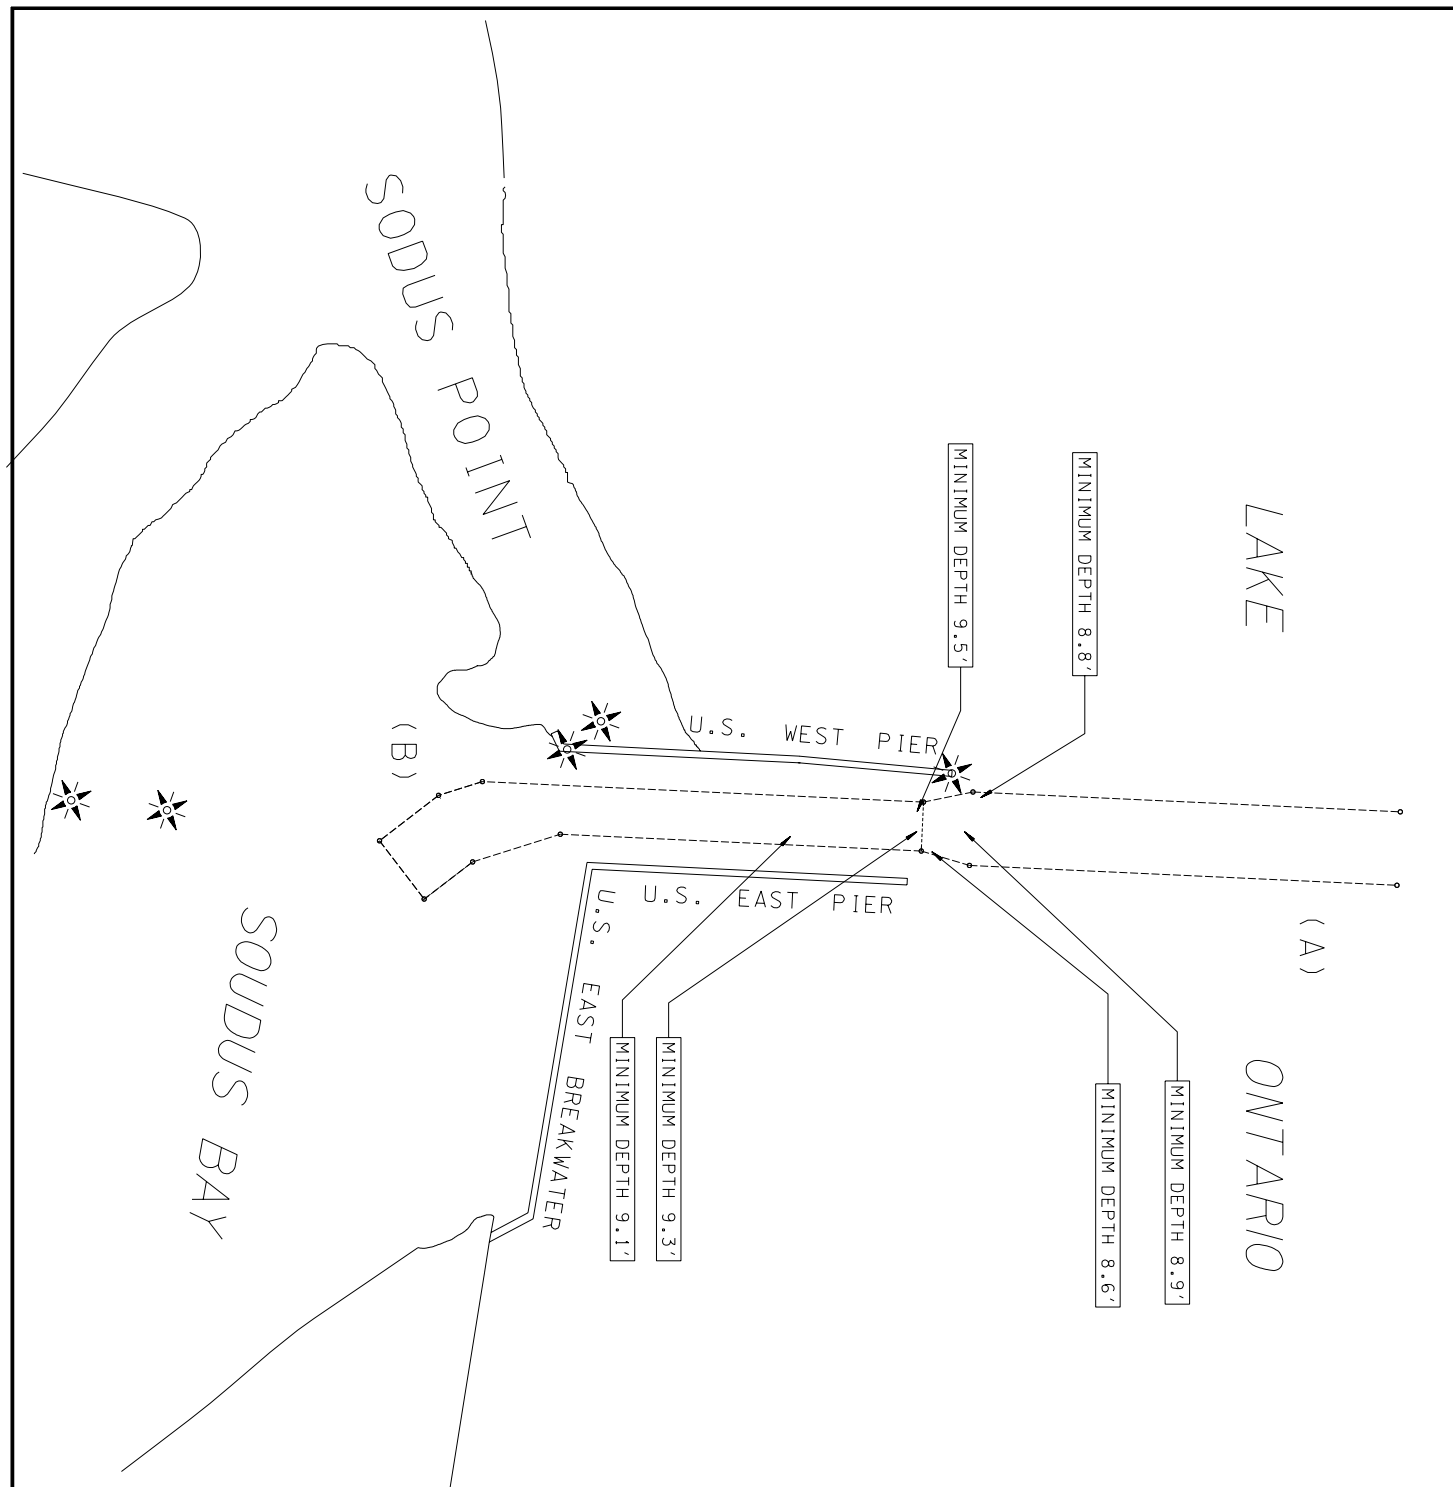 LAKE
ONTARIO
(A)
MINIMUM DEPTH 8.8'
MINIMUM DEPTH 9.5'
MINIMUM DEPTH 8.9'
MINIMUM DEPTH 8.6'
MINIMUM DEPTH 9.3'
MINIMUM DEPTH 9.1'
U.S. WEST PIER
U.S. EAST PIER
U.S. EAST BREAKWATER
SODUS POINT
(B)
SOUDUS BAY